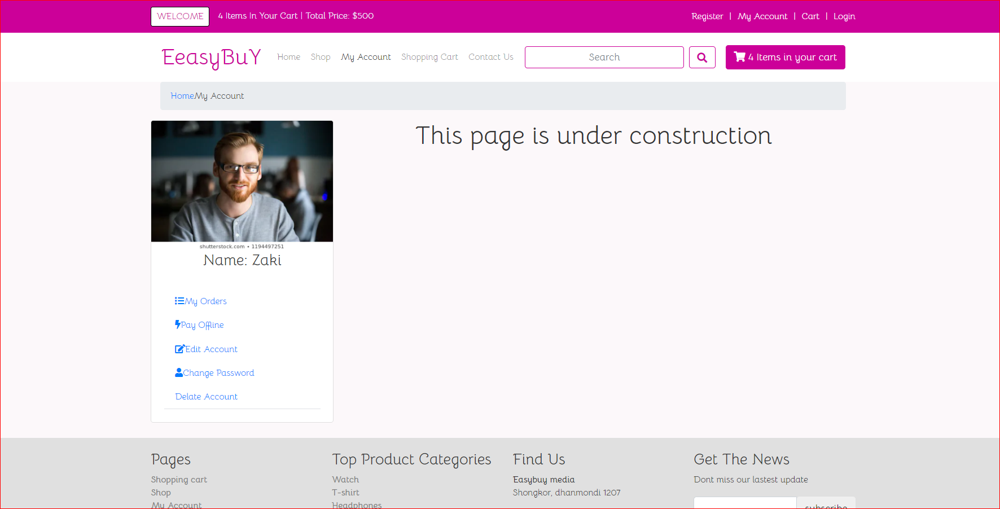 WELCOME 4 Items In Your Cart | Total Price: $500 Register | My Account | Cart | Login
EeasyBuY Home Shop My Account Shopping Cart Contact Us Search 4 Items in your cart
HomeMy Account
This page is under construction
shutterstock.com • 1194497251
Name: Zaki
My Orders
Pay Offline
Edit Account
Change Password
Delate Account
Pages
Shopping cart
Shop
My Account
Top Product Categories
Watch
T-shirt
Headphones
Find Us
Easybuy media
Shongkor, dhanmondi 1207
Get The News
Dont miss our lastest update
subscribe